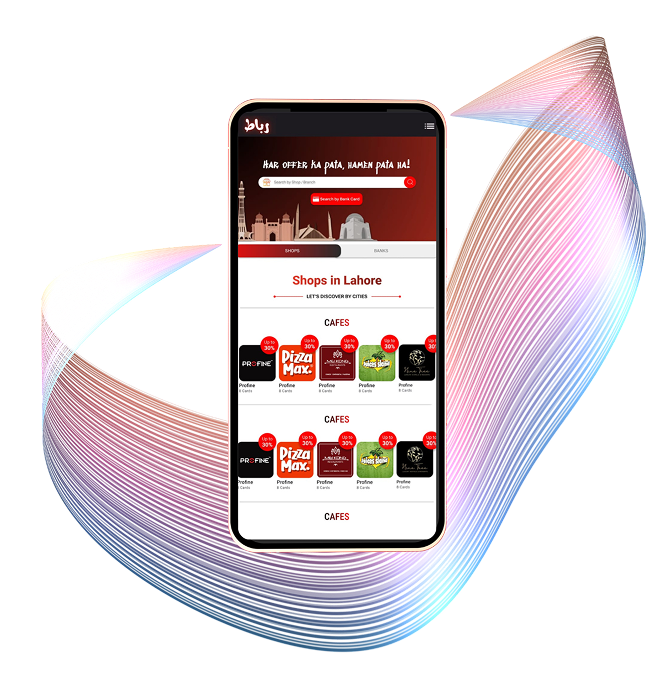 رباط
HAR OFFER KA PATA, HAMEN PATA HA!
Search by Shop / Branch
Search by Bank Card
SHOPS
BANKS
Shops in Lahore
LET'S DISCOVER BY CITIES
CAFES
Up to 30%
Up to 30%
Up to 30%
Up to 30%
Up to 30%
PROFINE
Pizza Max.
Profine
Profine
Profine
Profine
Profine
8 Cards
8 Cards
8 Cards
8 Cards
8 Cards
CAFES
Up to 30%
Up to 30%
Up to 30%
Up to 30%
Up to 30%
PROFINE
Pizza Max.
Profine
Profine
Profine
Profine
Profine
8 Cards
8 Cards
8 Cards
8 Cards
8 Cards
CAFES